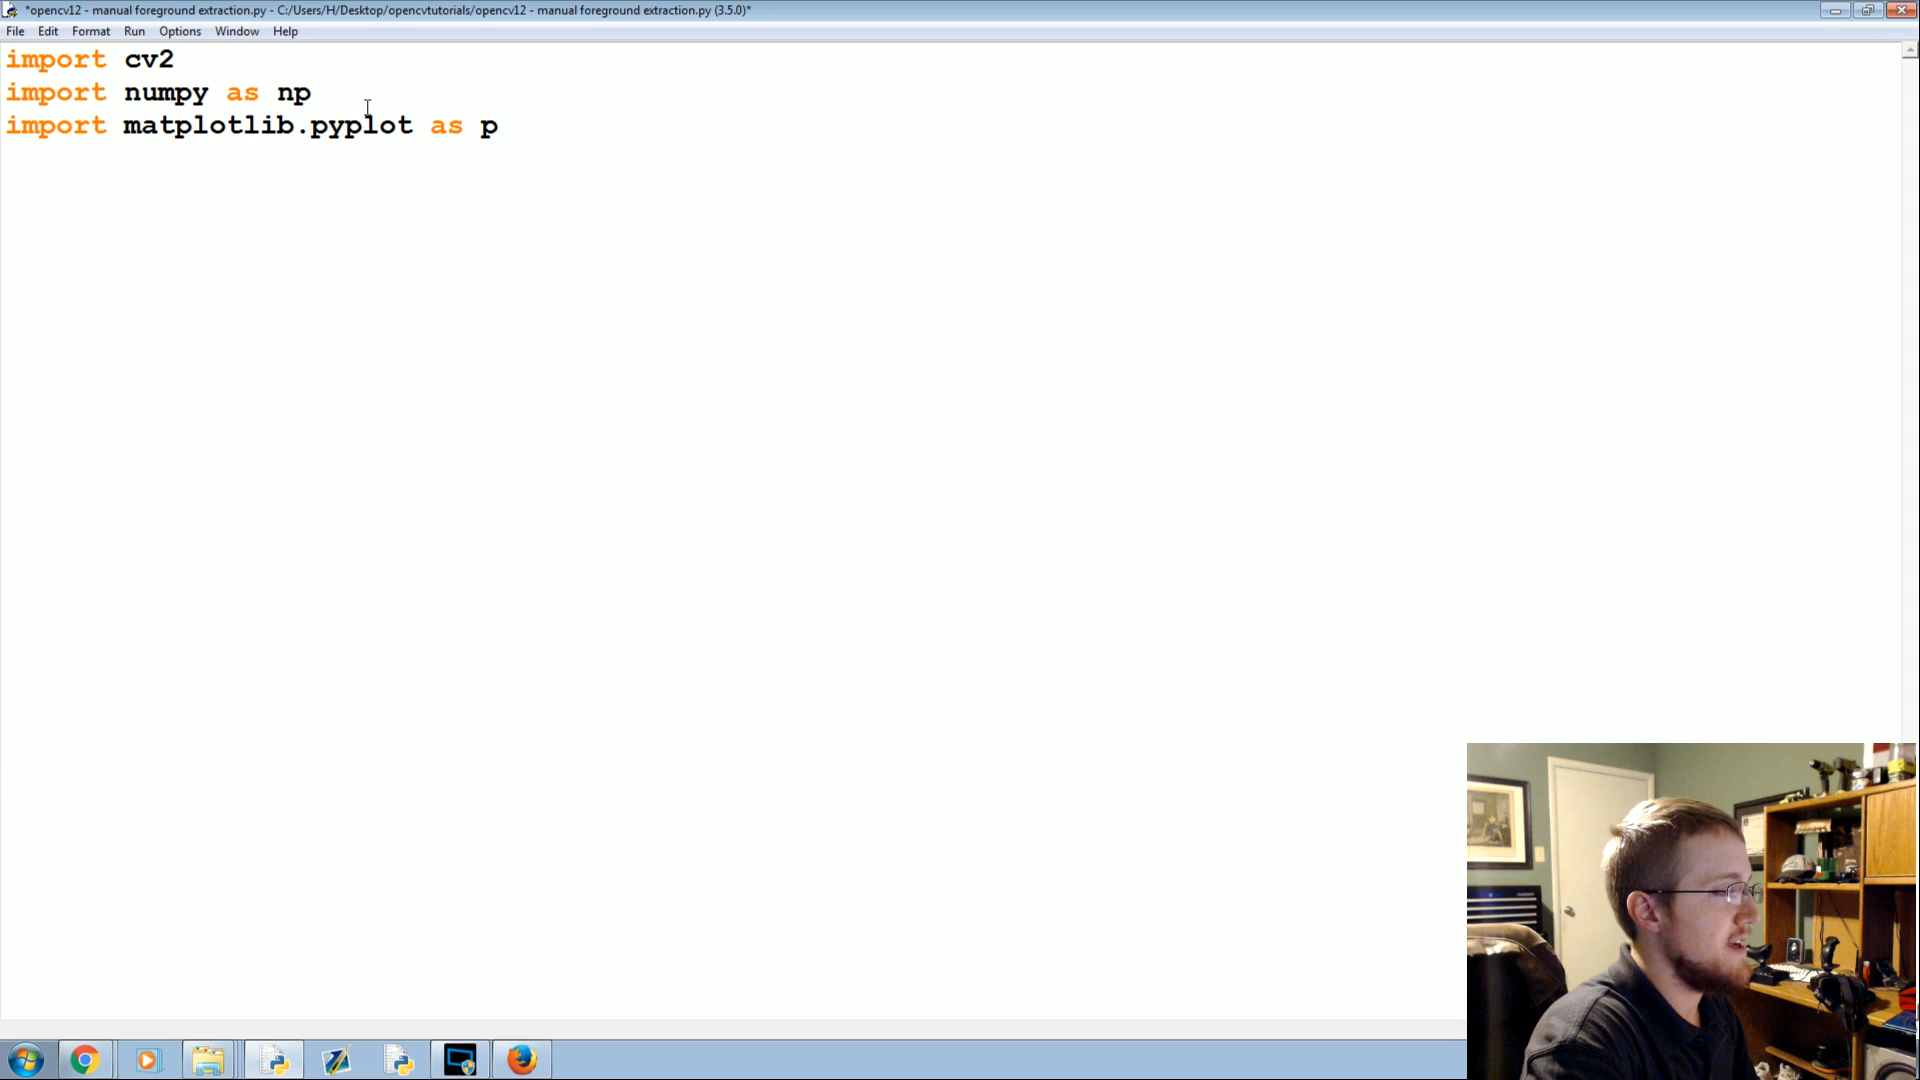 *opencv12 - manual foreground extraction.py - C:/Users/H/Desktop/opencvtutorials/opencv12 - manual foreground extraction.py (3.5.0)*
File Edit Format Run Options Window Help
import cv2
import numpy as np
import matplotlib.pyplot as p